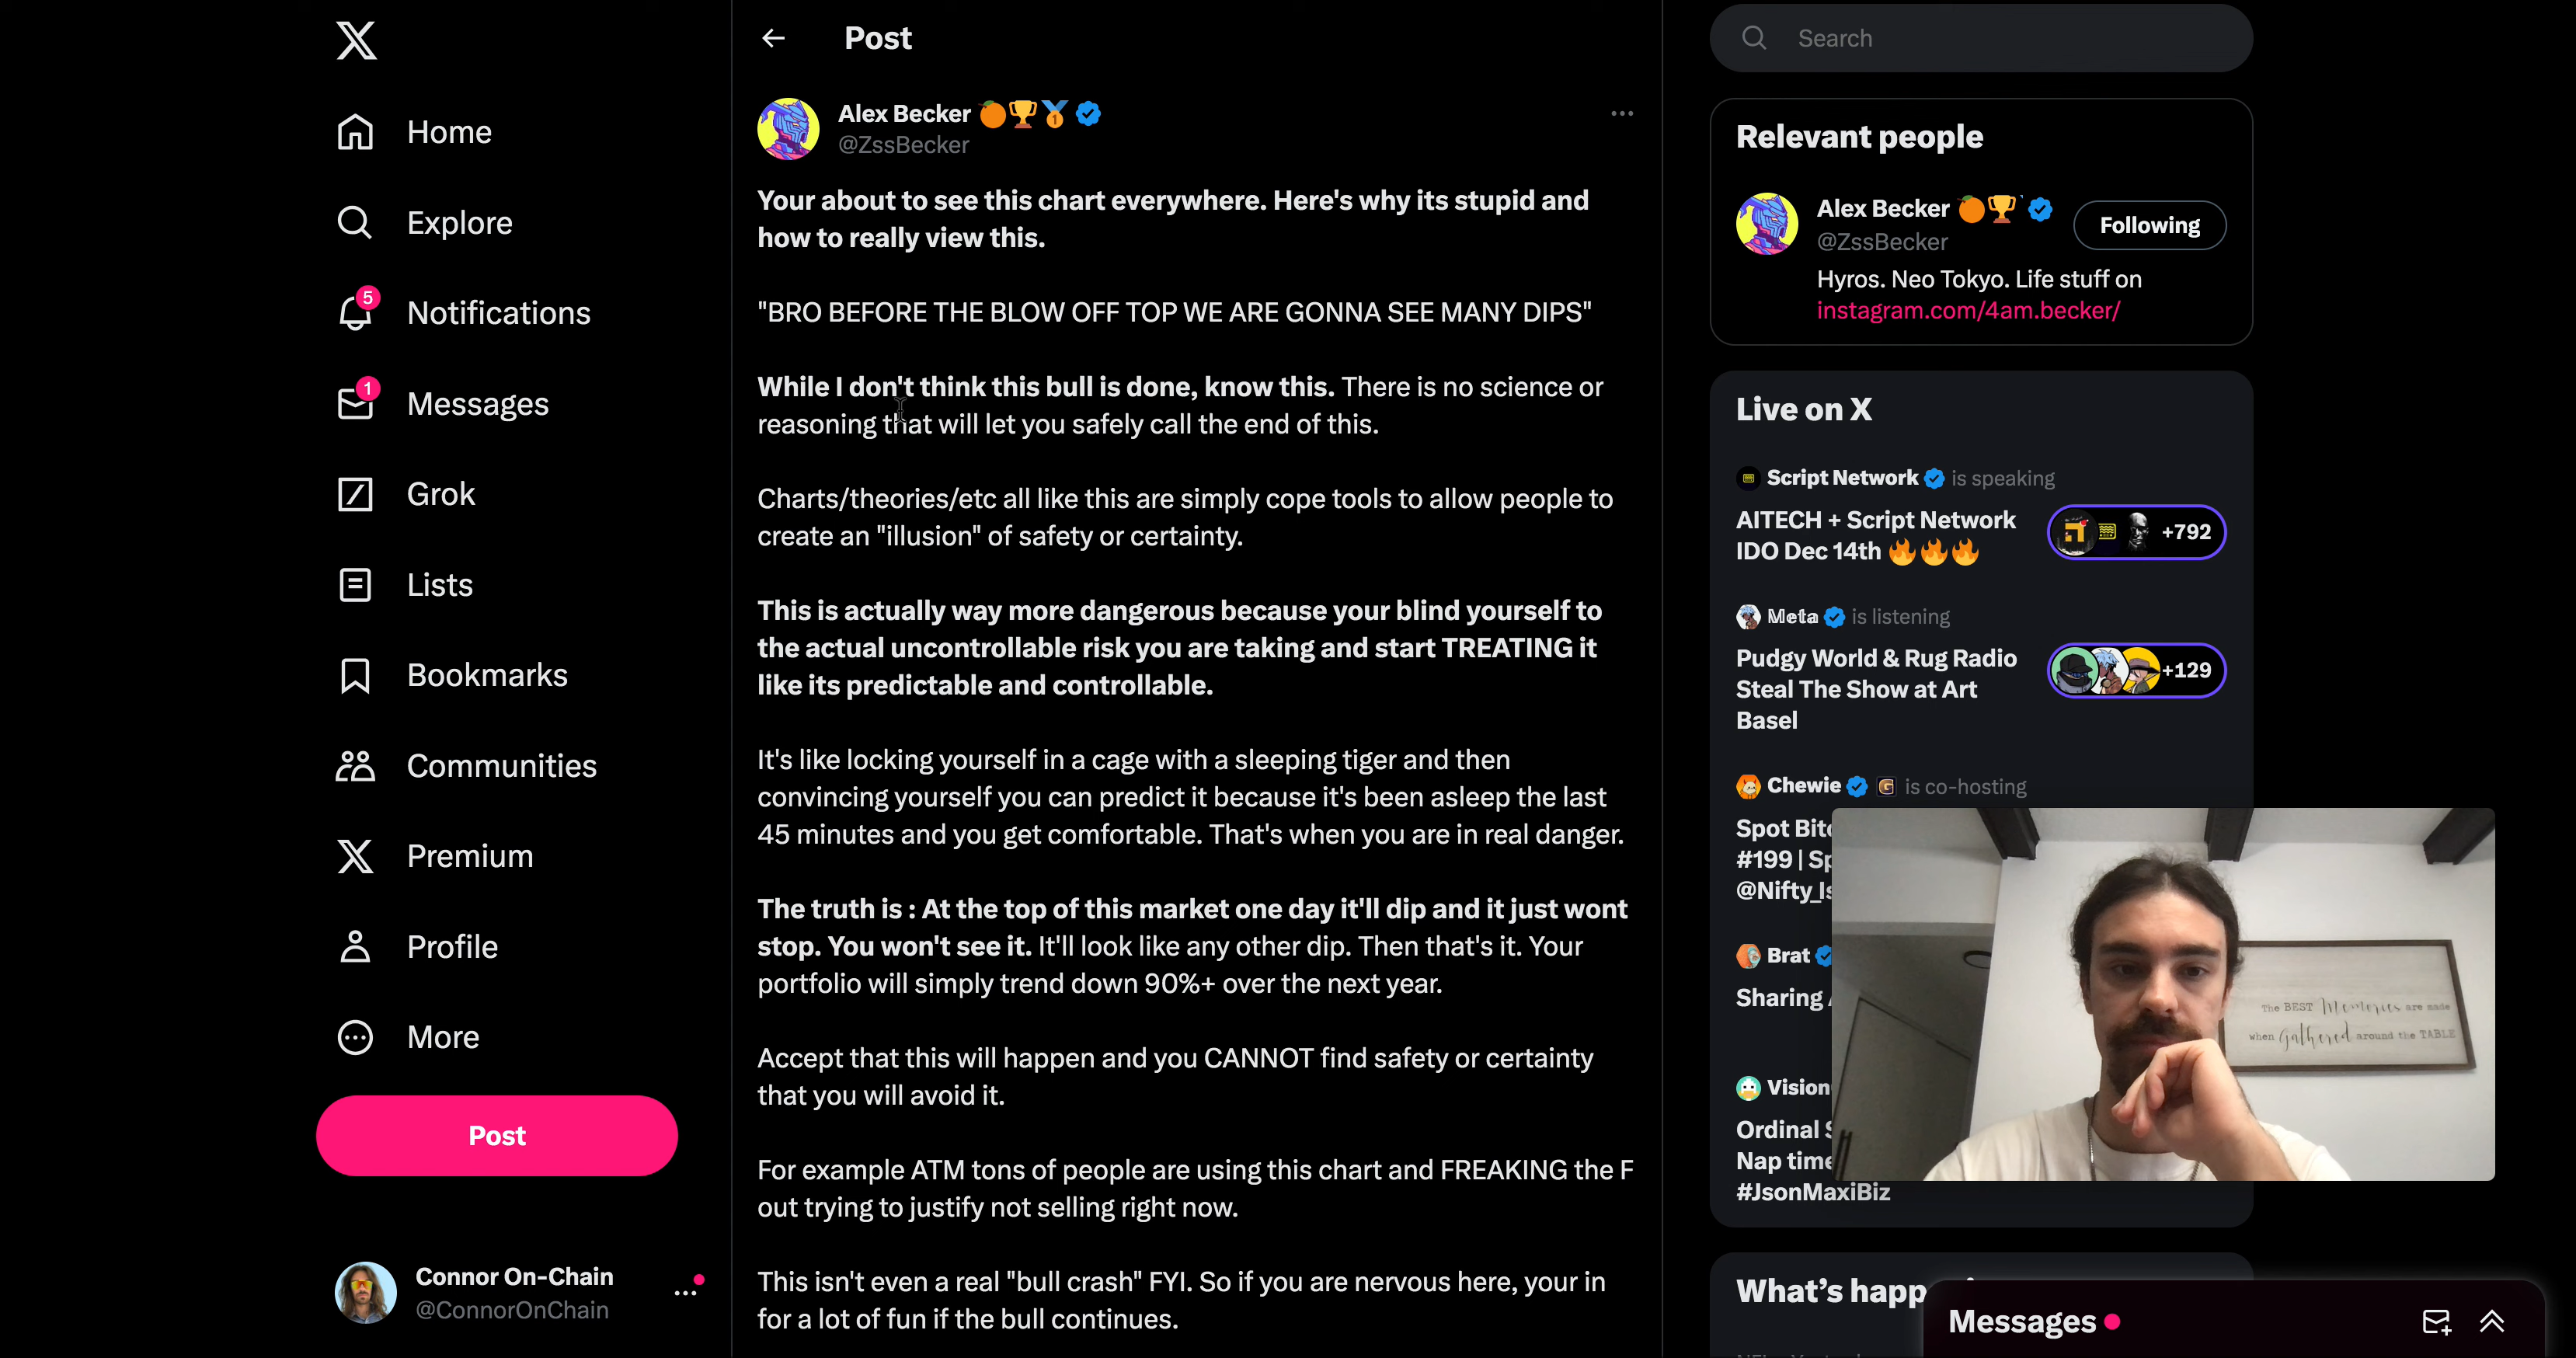 Home
Explore
5
Notifications
1
Messages
Grok
Lists
Bookmarks
Communities
Premium
Profile
More
Post
Connor On-Chain
@ConnorOnChain
Post
Alex Becker
@ZssBecker
Your about to see this chart everywhere. Here's why its stupid and
how to really view this.
"BRO BEFORE THE BLOW OFF TOP WE ARE GONNA SEE MANY DIPS"
While I don't think this bull is done, know this. There is no science or
reasoning that will let you safely call the end of this.
Charts/theories/etc all like this are simply cope tools to allow people to
create an "illusion" of safety or certainty.
This is actually way more dangerous because your blind yourself to
the actual uncontrollable risk you are taking and start TREATING it
like its predictable and controllable.
It's like locking yourself in a cage with a sleeping tiger and then
convincing yourself you can predict it because it's been asleep the last
45 minutes and you get comfortable. That's when you are in real danger.
The truth is : At the top of this market one day it'll dip and it just wont
stop. You won't see it. It'll look like any other dip. Then that's it. Your
portfolio will simply trend down 90%+ over the next year.
Accept that this will happen and you CANNOT find safety or certainty
that you will avoid it.
For example ATM tons of people are using this chart and FREAKING the F
out trying to justify not selling right now.
This isn't even a real "bull crash" FYI. So if you are nervous here, your in
for a lot of fun if the bull continues.
Search
Relevant people
Alex Becker
@ZssBecker
Following
Hyros. Neo Tokyo. Life stuff on
instagram.com/4am.becker/
Live on X
Script Network is speaking
AITECH + Script Network
IDO Dec 14th
+792
Meta is listening
Pudgy World & Rug Radio
Steal The Show at Art
Basel
+129
Chewie is co-hosting
Spot
#199 |
Brat
Sharing
Vision
Ordinal
Nap time
#JsonMaxiBiz
The BEST Memories are made
when Gathered around the TABLE
What's
Messages